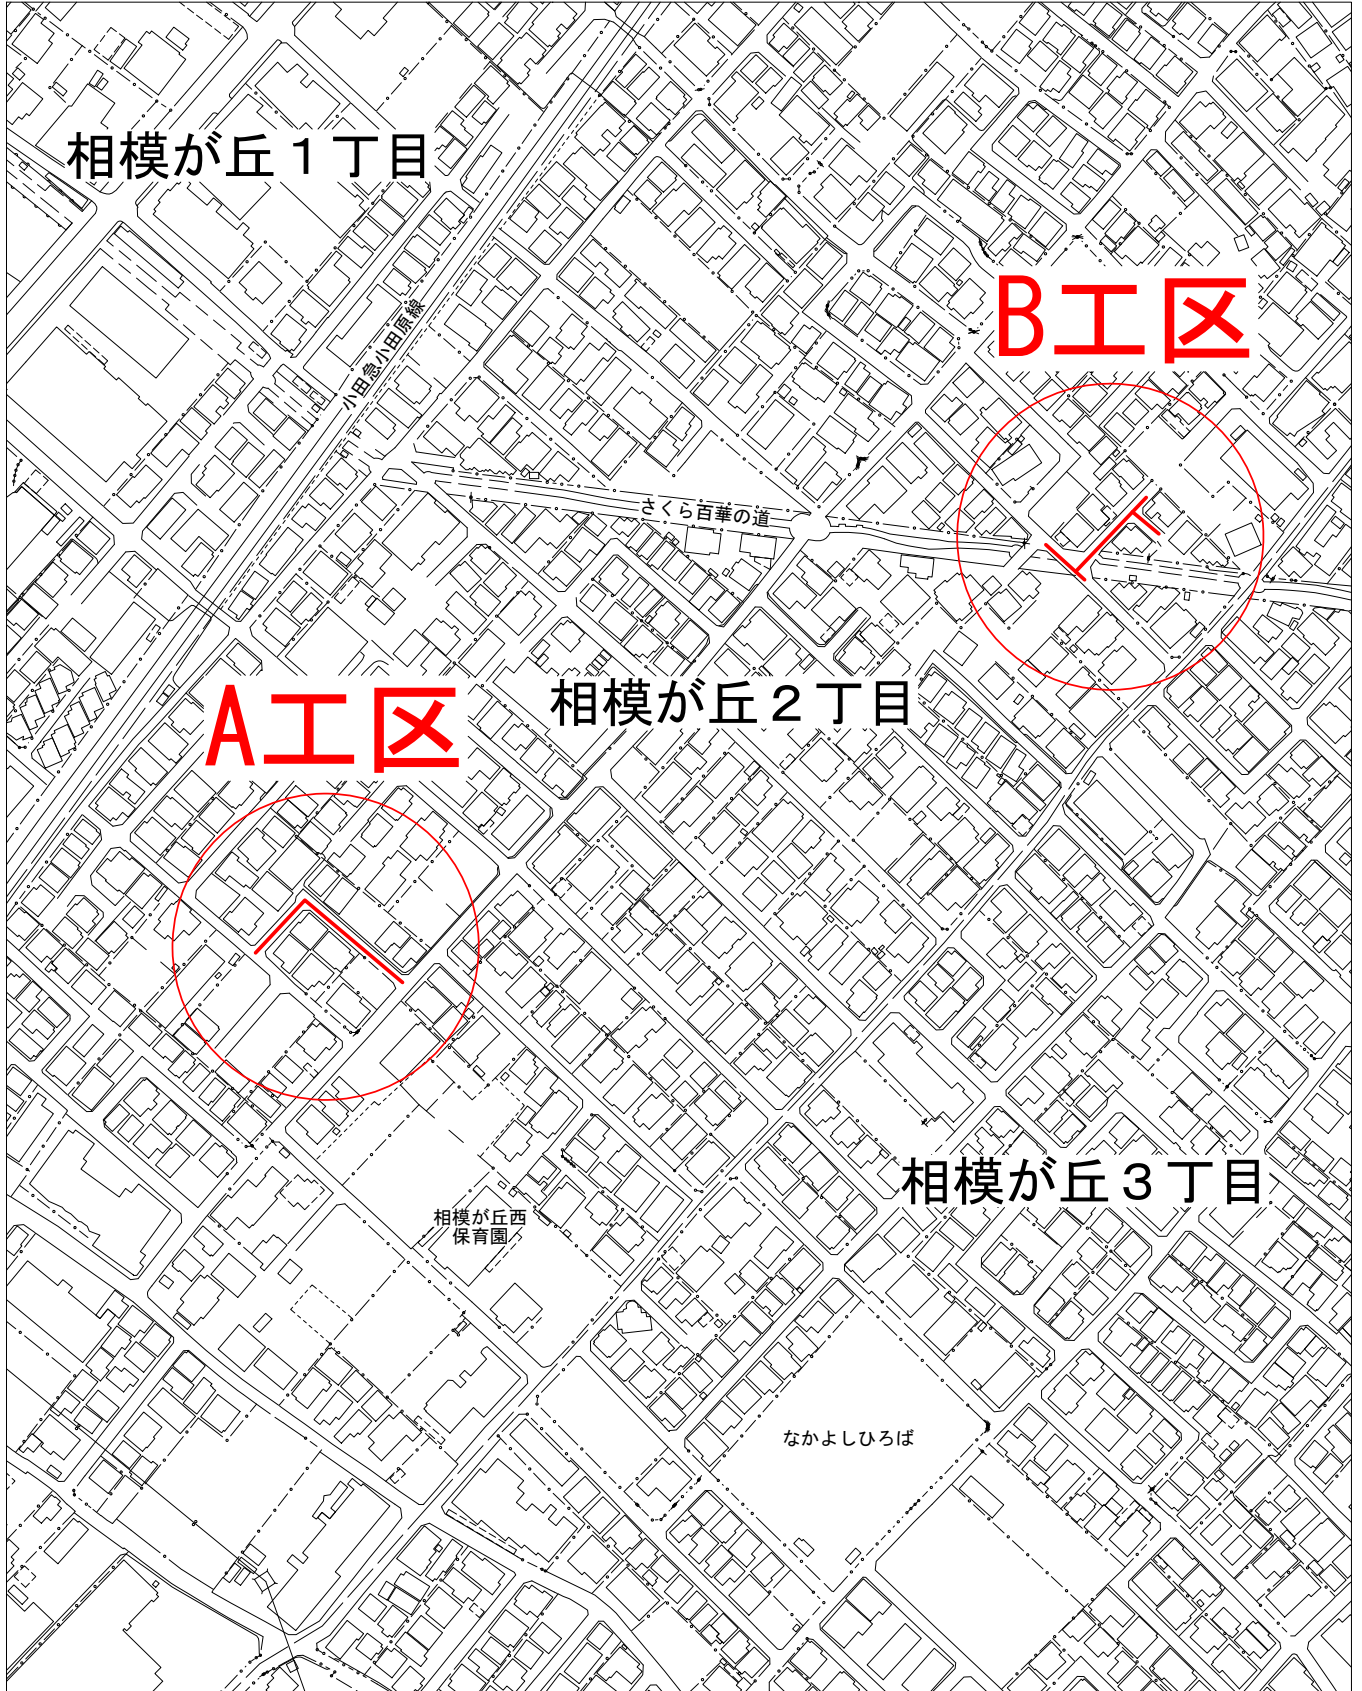 相模が丘１丁目
小田急小田原線
B工区
さくら百華の道
A工区
相模が丘２丁目
相模が丘３丁目
相模が丘西
保育園
なかよしひろば